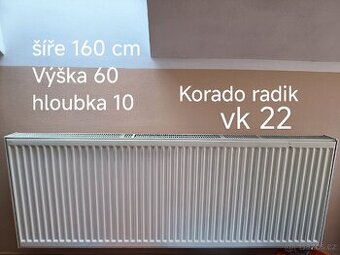 šíře 160 cm
Výška 60
hloubka 10
Korado radik
vk 22